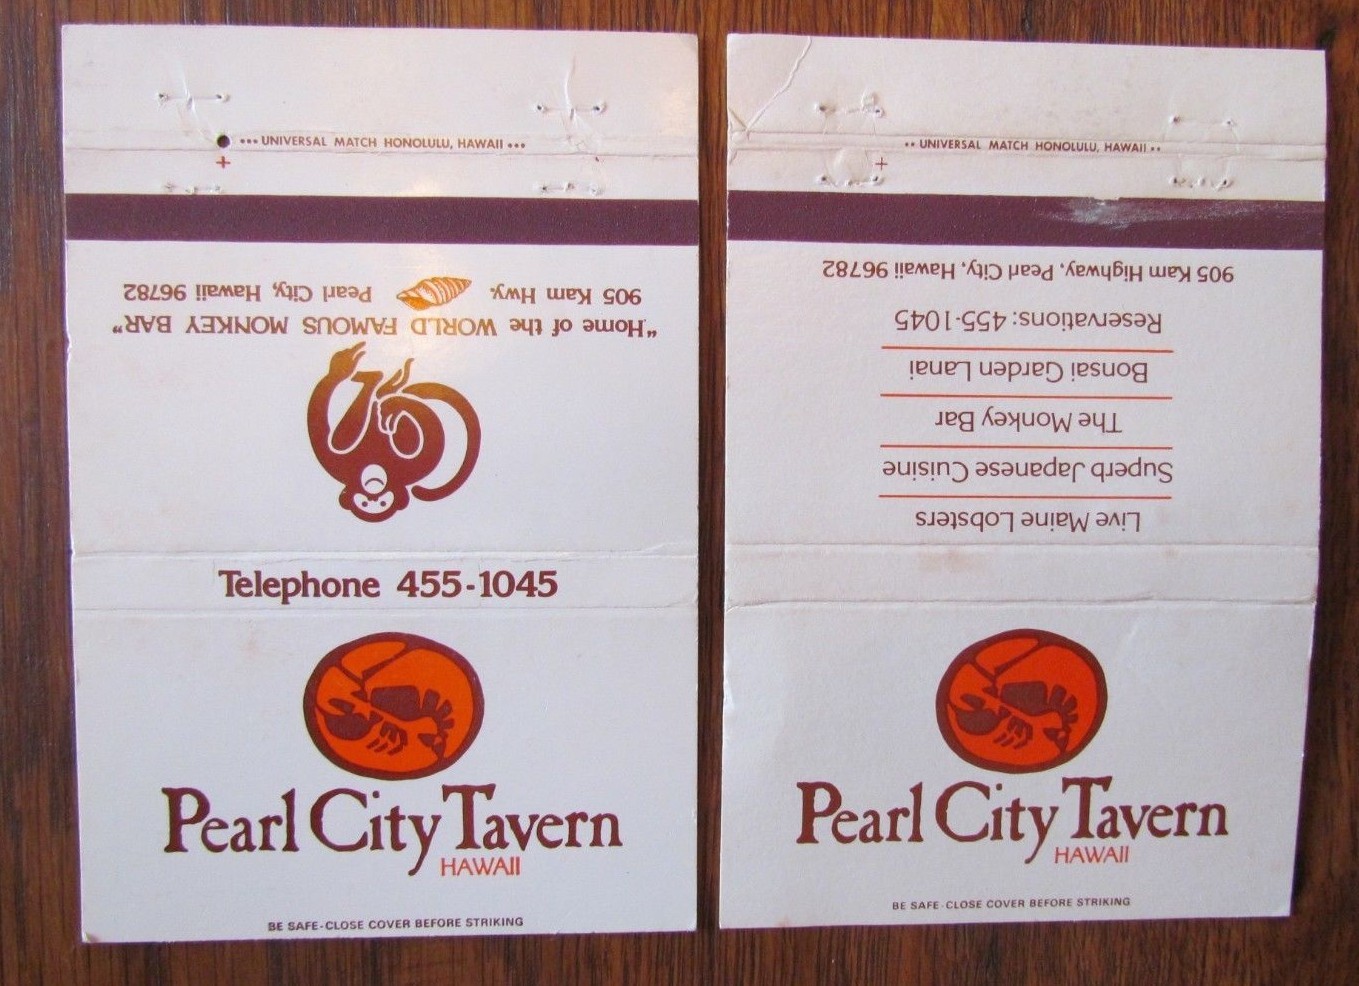 ••• UNIVERSAL MATCH HONOLULU, HAWAII •••
905 Kam Hwy. Pearl City, Hawaii 96782
"Home of the WORLD FAMOUS MONKEY BAR"
Telephone 455-1045
Pearl City Tavern
HAWAII
BE SAFE-CLOSE COVER BEFORE STRIKING
•• UNIVERSAL MATCH HONOLULU, HAWAII ••
Live Maine Lobsters
Superb Japanese Cuisine
The Monkey Bar
Bonsai Garden Lanai
Reservations: 455-1045
905 Kam Highway, Pearl City, Hawaii 96782
Pearl City Tavern
HAWAII
BE SAFE-CLOSE COVER BEFORE STRIKING